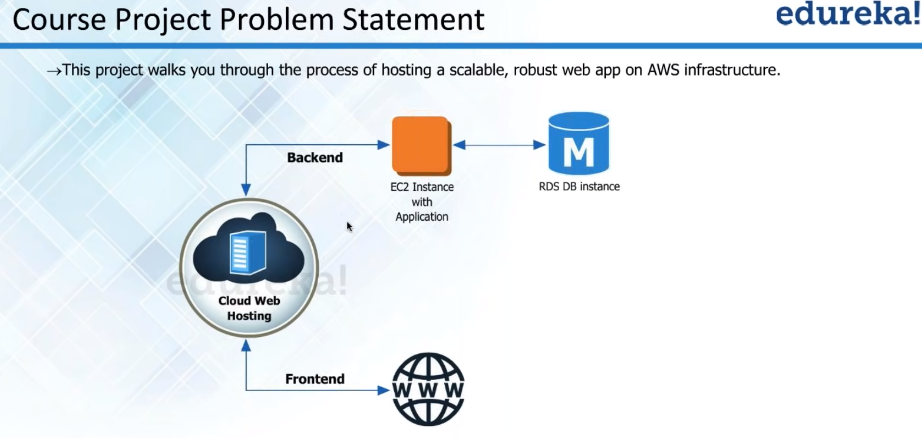 Course Project Problem Statement
edureka!
→This project walks you through the process of hosting a scalable, robust web app on AWS infrastructure.
Backend
M
EC2 Instance
with
Application
RDS DB instance
edureka!
Cloud Web
Hosting
Frontend
WWW